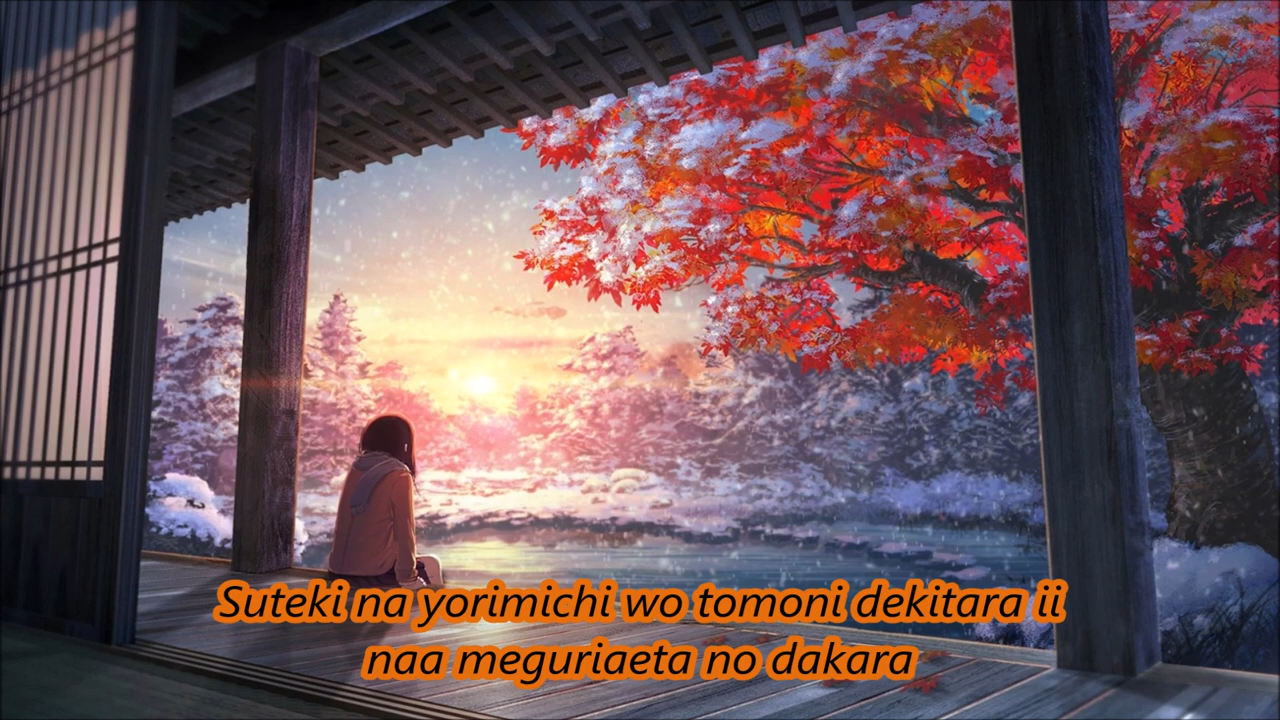 Suteki na yorimichi wo tomoni dekitara ii
naa meguriaeta no dakara